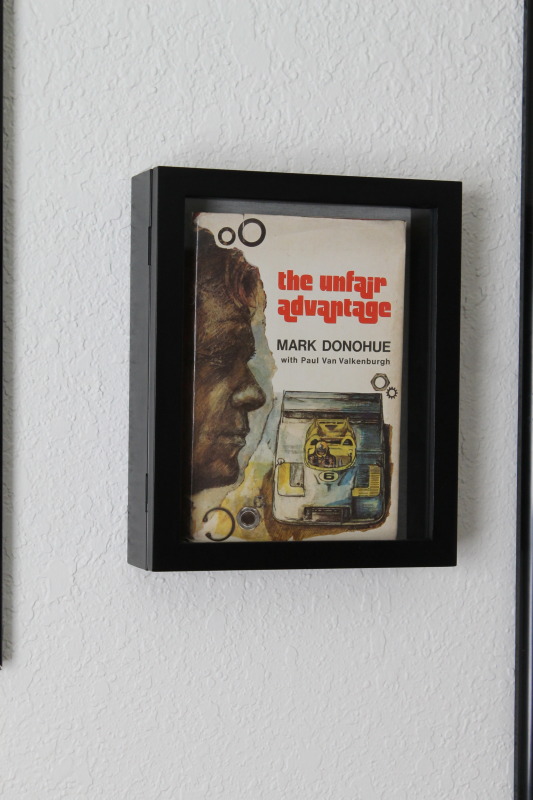 the unfair
advantage
MARK DONOHUE
with Paul Van Valkenburgh
6